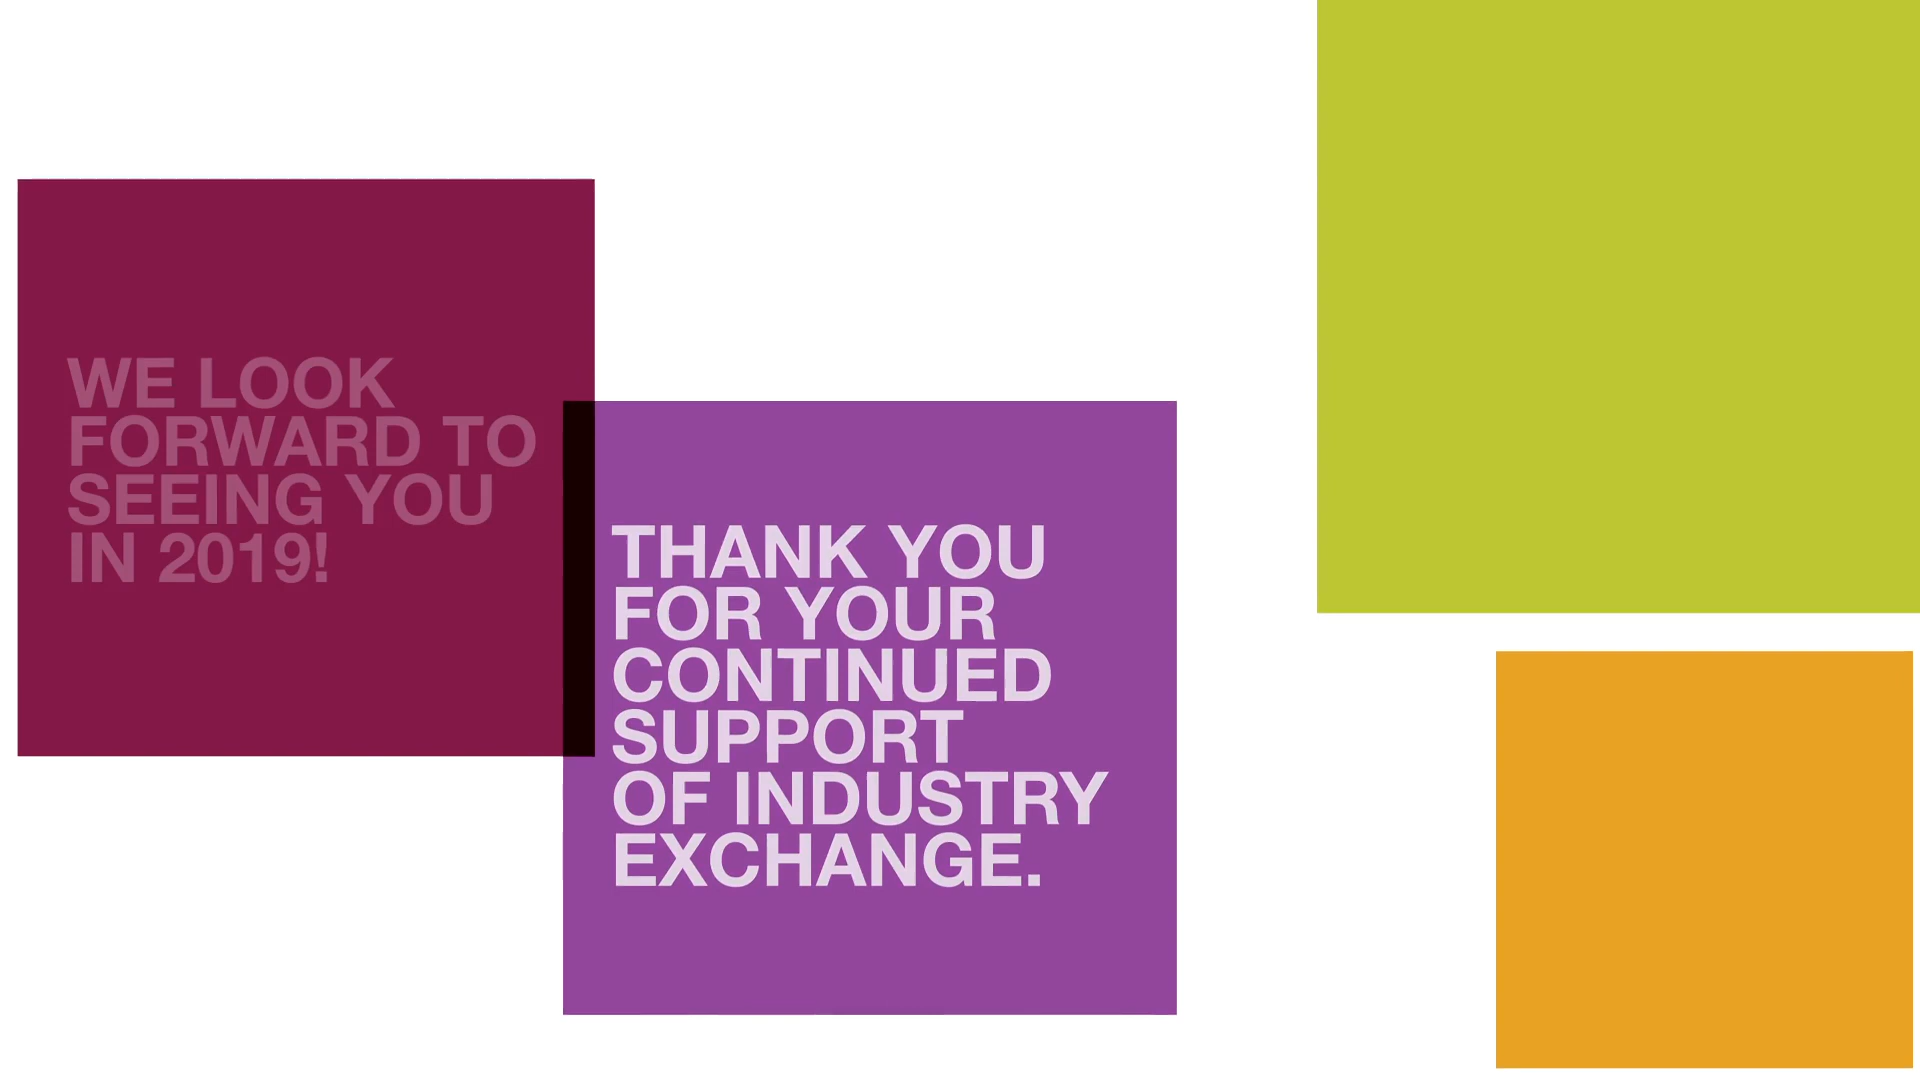 WE LOOK
FORWARD TO
SEEING YOU
IN 2019!
THANK YOU
FOR YOUR
CONTINUED
SUPPORT
OF INDUSTRY
EXCHANGE.